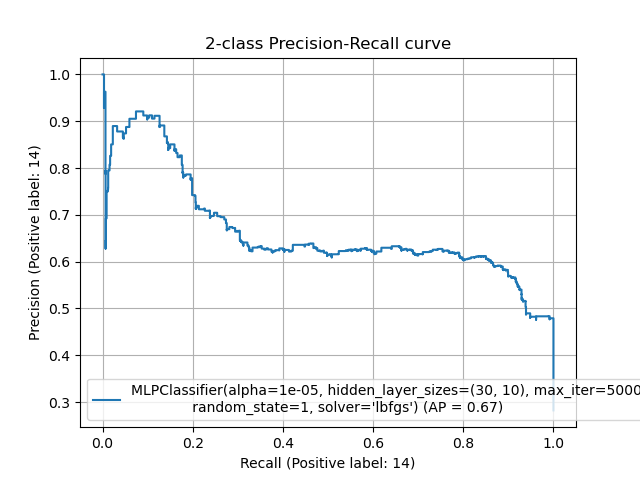 2-class Precision-Recall curve
1.0
0.9
0.8
0.7
0.6
0.5
0.4
0.3
Precision (Positive label: 14)
MLPClassifier(alpha=1e-05, hidden_layer_sizes=(30, 10), max_iter=5000
random_state=1, solver='lbfgs') (AP = 0.67)
0.0 0.2 0.4 0.6 0.8 1.0
Recall (Positive label: 14)